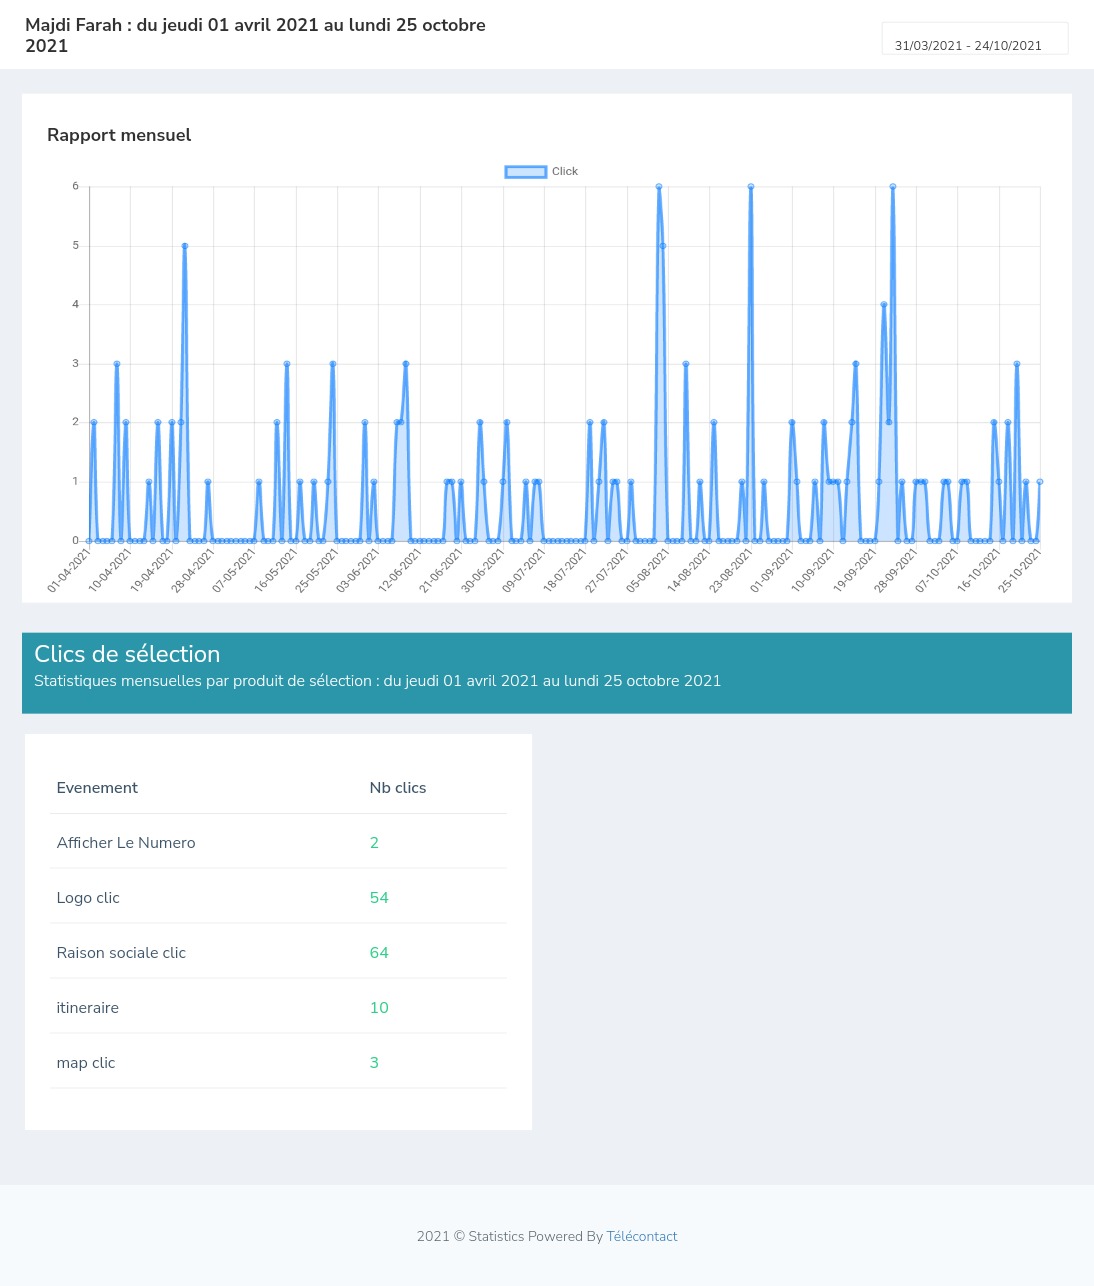 Majdi Farah : du jeudi 01 avril 2021 au lundi 25 octobre
2021
31/03/2021 - 24/10/2021
Rapport mensuel
Click
6
5
4
3
2
1
0
01-04-2021
10-04-2021
19-04-2021
28-04-2021
07-05-2021
16-05-2021
25-05-2021
03-06-2021
12-06-2021
21-06-2021
30-06-2021
09-07-2021
18-07-2021
27-07-2021
05-08-2021
14-08-2021
23-08-2021
01-09-2021
10-09-2021
19-09-2021
28-09-2021
07-10-2021
16-10-2021
25-10-2021
Clics de sélection
Statistiques mensuelles par produit de sélection : du jeudi 01 avril 2021 au lundi 25 octobre 2021
Evenement Nb clics
Afficher Le Numero 2
Logo clic 54
Raison sociale clic 64
itineraire 10
map clic 3
2021 © Statistics Powered By Télécontact